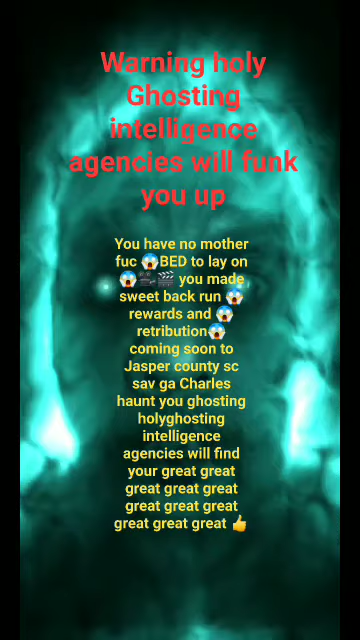 Warning holy
Ghosting
intelligence
agencies will funk
you up
You have no mother
fuc 😱BED to lay on
😱🎥🎬 you made
sweet back run 😱
rewards and 😱
retribution😱
coming soon to
Jasper county sc
sav ga Charles
haunt you ghosting
holyghosting
intelligence
agencies will find
your great great
great great great
great great great
great great great 👍